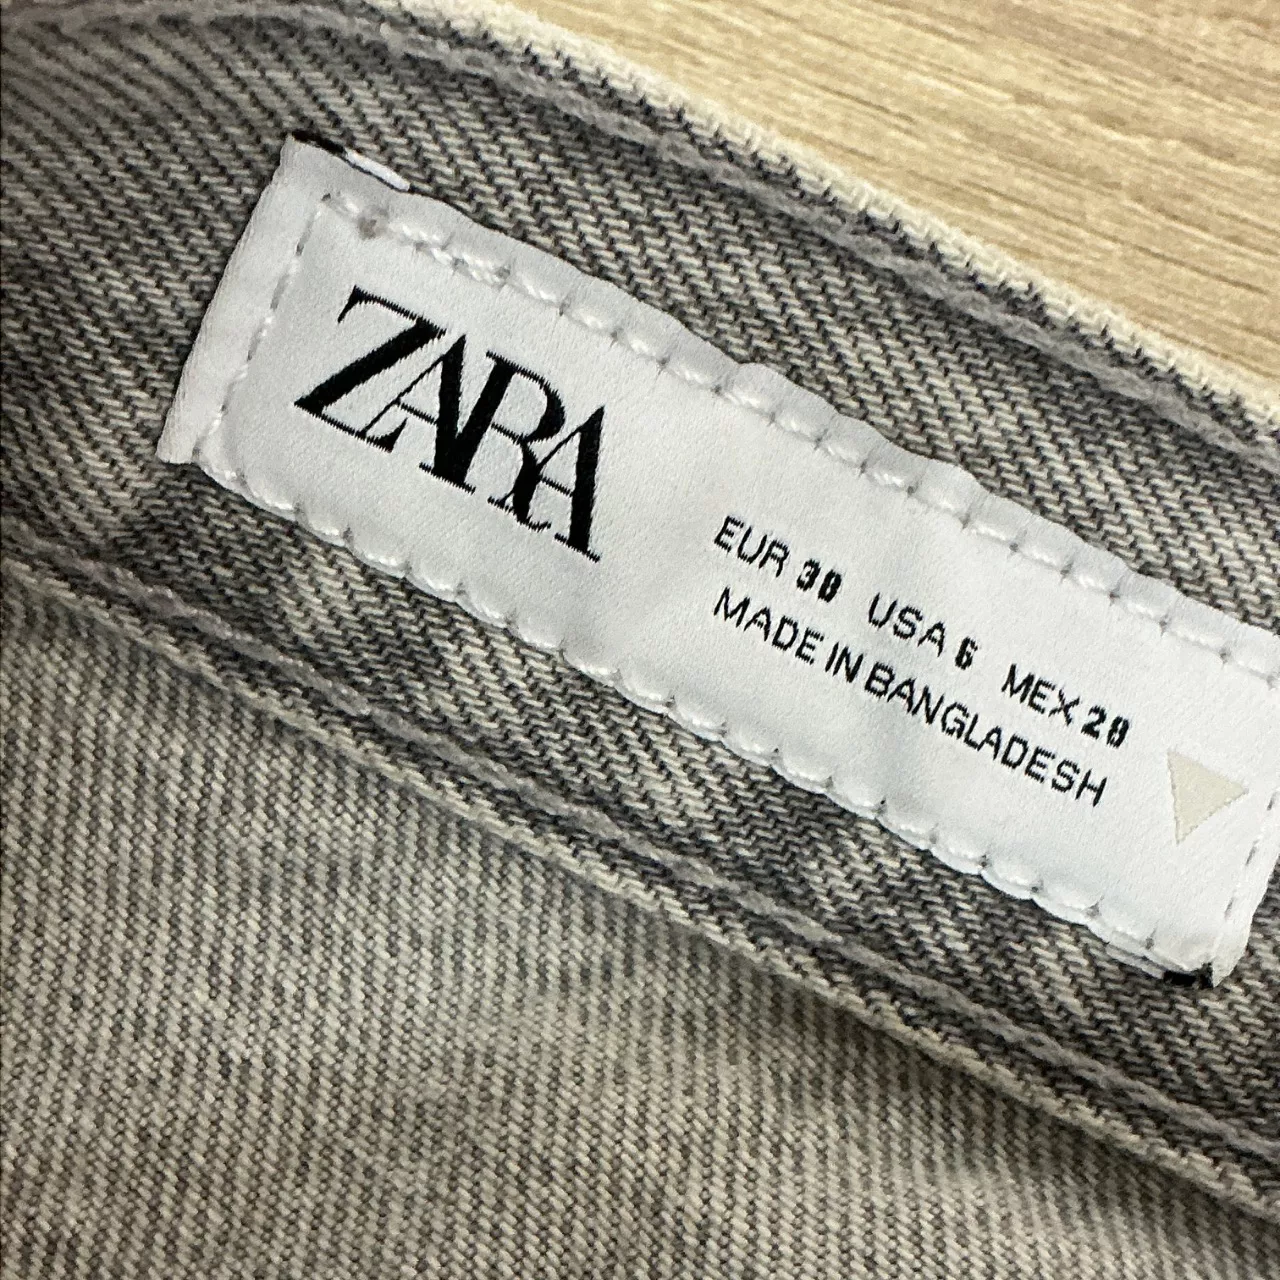 ZARA
EUR 38 USA 6 MEX 28
MADE IN BANGLADESH